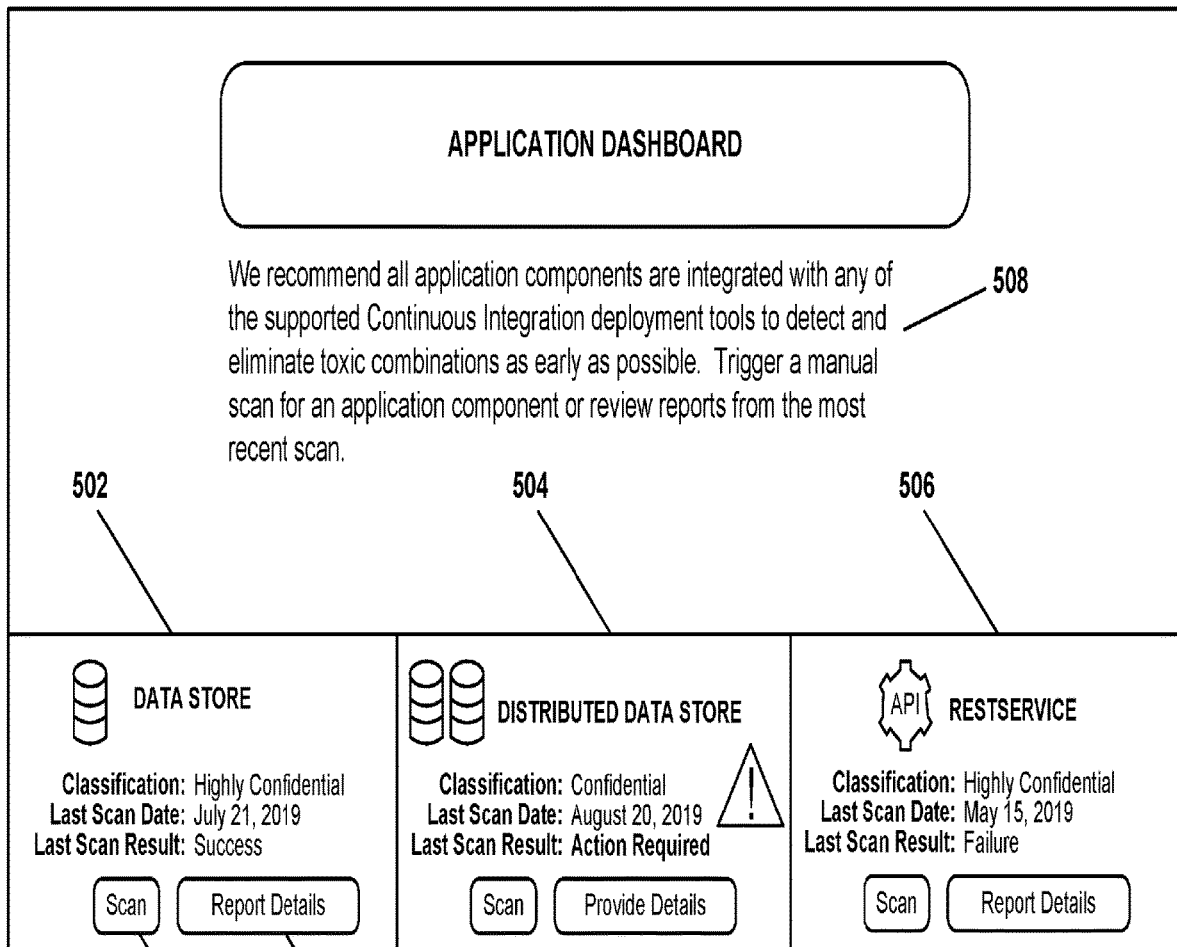 APPLICATION DASHBOARD
We recommend all application components are integrated with any of
the supported Continuous Integration deployment tools to detect and
eliminate toxic combinations as early as possible. Trigger a manual
scan for an application component or review reports from the most
recent scan.
508
502
504
506
DATA STORE
Classification: Highly Confidential
Last Scan Date: July 21, 2019
Last Scan Result: Success
Scan
Report Details
DISTRIBUTED DATA STORE
Classification: Confidential
Last Scan Date: August 20, 2019
!
Last Scan Result: Action Required
Scan
Provide Details
API
RESTSERVICE
Classification: Highly Confidential
Last Scan Date: May 15, 2019
Last Scan Result: Failure
Scan
Report Details